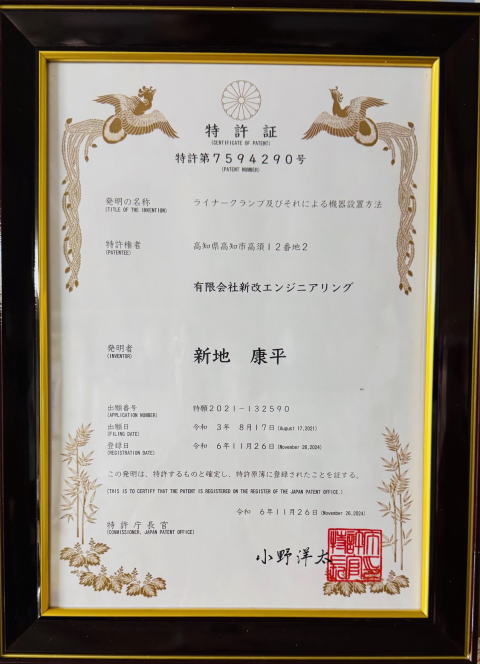 特許証
(CERTIFICATE OF PATENT)
特許第7594290号
(PATENT NUMBER)
発明の名称 ライナークランプ及びそれによる機器設置方法
(TITLE OF THE INVENTION)
特許権者 高知県高知市高須12番地2
(PATENTEE)
有限会社新改エンジニアリング
発明者 新地 康平
(INVENTOR)
出願番号 特願2021-132590
(APPLICATION NUMBER)
出願日 令和 3年 8月17日(August 17,2021)
(FILING DATE)
登録日 令和 6年11月26日(November 26,2024)
(REGISTRATION DATE)
この発明は、特許するものと確定し、特許原簿に登録されたことを証する。
(THIS IS TO CERTIFY THAT THE PATENT IS REGISTERED ON THE REGISTER OF THE JAPAN PATENT OFFICE.)
令和 6年11月26日(November 26,2024)
特許庁長官
(COMMISSIONER, JAPAN PATENT OFFICE)
小野洋太